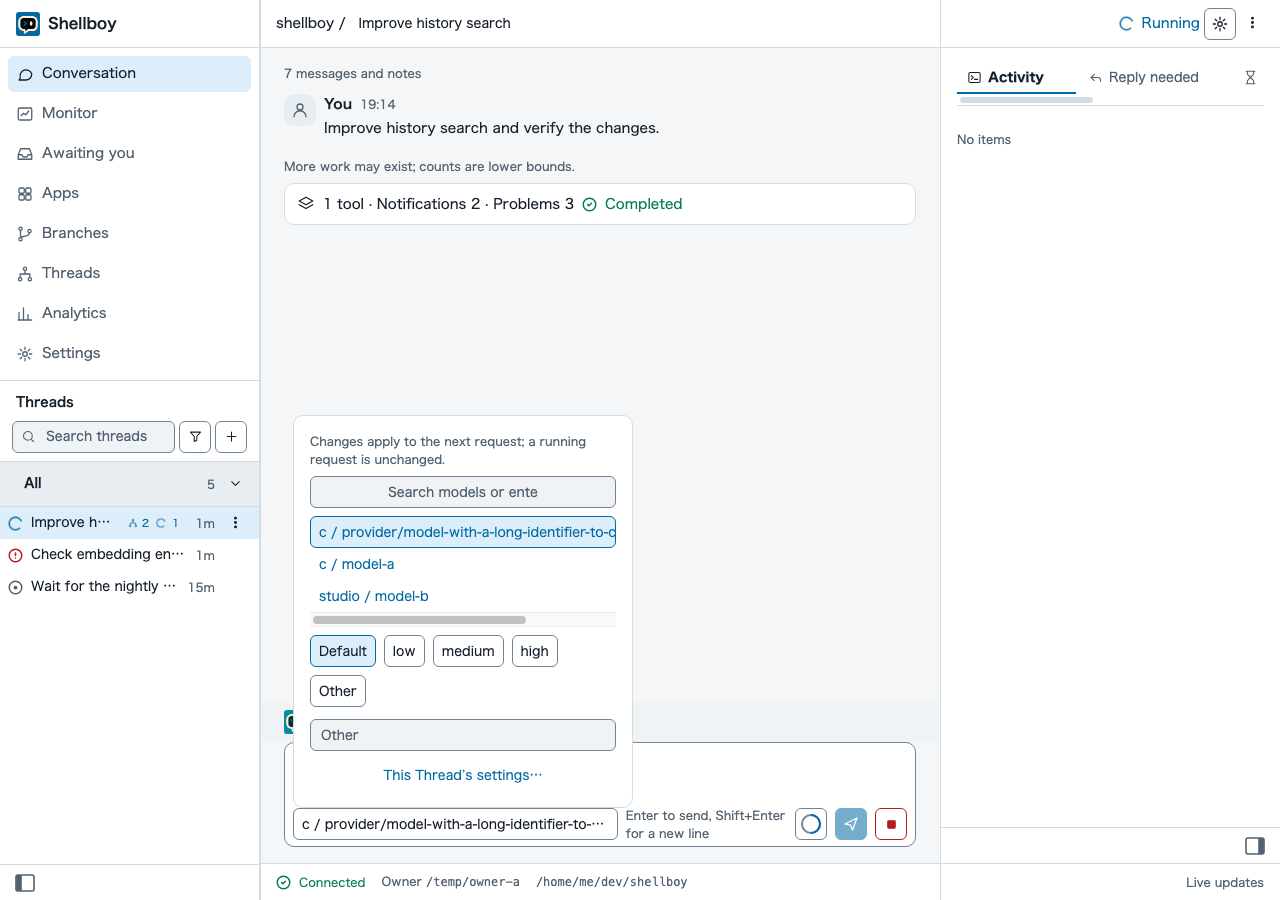 Shellboy
Conversation
Monitor
Awaiting you
Apps
Branches
Threads
Analytics
Settings
Threads
Search threads
All 5
Improve h··· 2 1 1m
Check embedding en··· 1m
Wait for the nightly ··· 15m
shellboy / Improve history search
7 messages and notes
You 19:14
Improve history search and verify the changes.
More work may exist; counts are lower bounds.
1 tool · Notifications 2 · Problems 3 Completed
Changes apply to the next request; a running
request is unchanged.
Search models or ente
c / provider/model-with-a-long-identifier-to-c
c / model-a
studio / model-b
Default low medium high
Other
Other
This Thread's settings···
c / provider/model-with-a-long-identifier-to-···
Enter to send, Shift+Enter
for a new line
Connected Owner /temp/owner-a /home/me/dev/shellboy
Running
Activity Reply needed
No items
Live updates